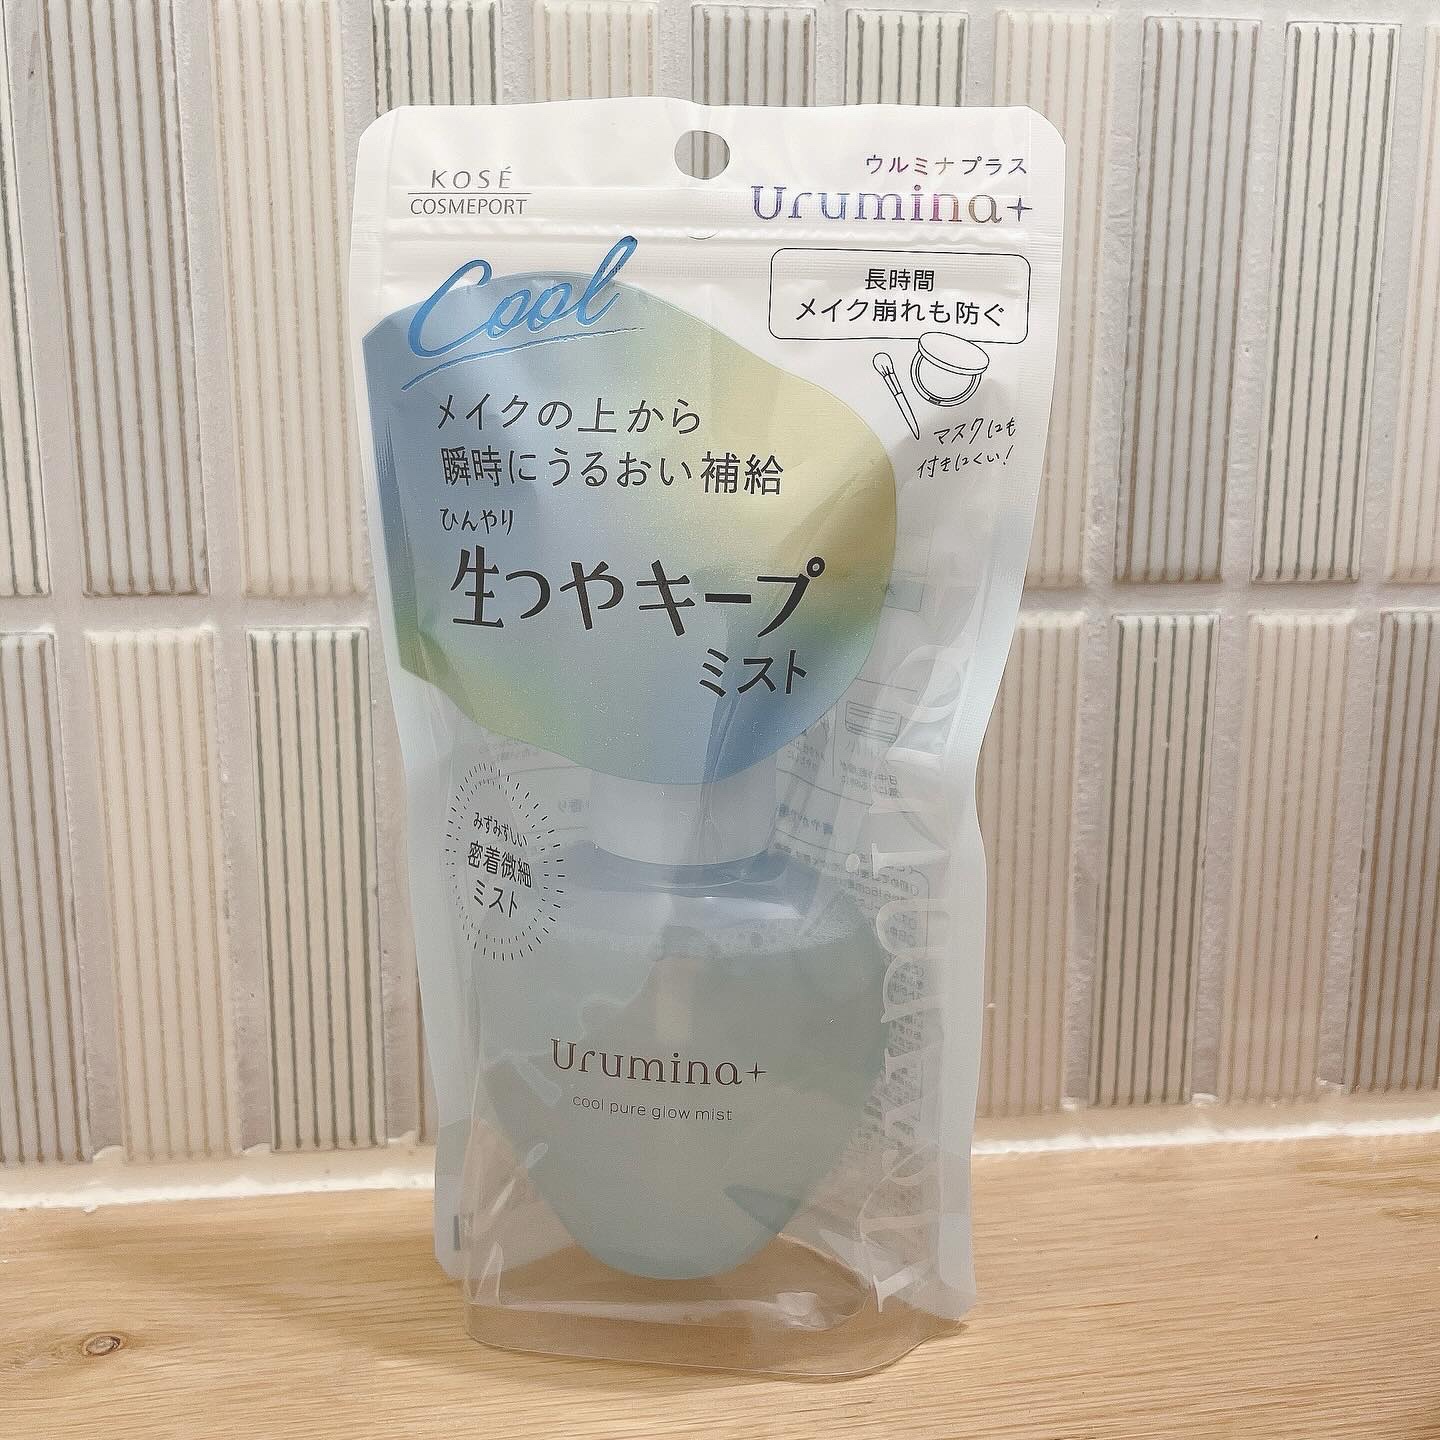 KOSÉ
COSMEPORT
ウルミナプラス
Urumina+
Cool
長時間
メイク崩れも防ぐ
マスクにも
付きにくい!
メイクの上から
瞬時にうるおい補給
ひんやり
生つやキープ
ミスト
みずみずしい
密着微細
ミスト
Urumina+
cool pure glow mist
Urumina